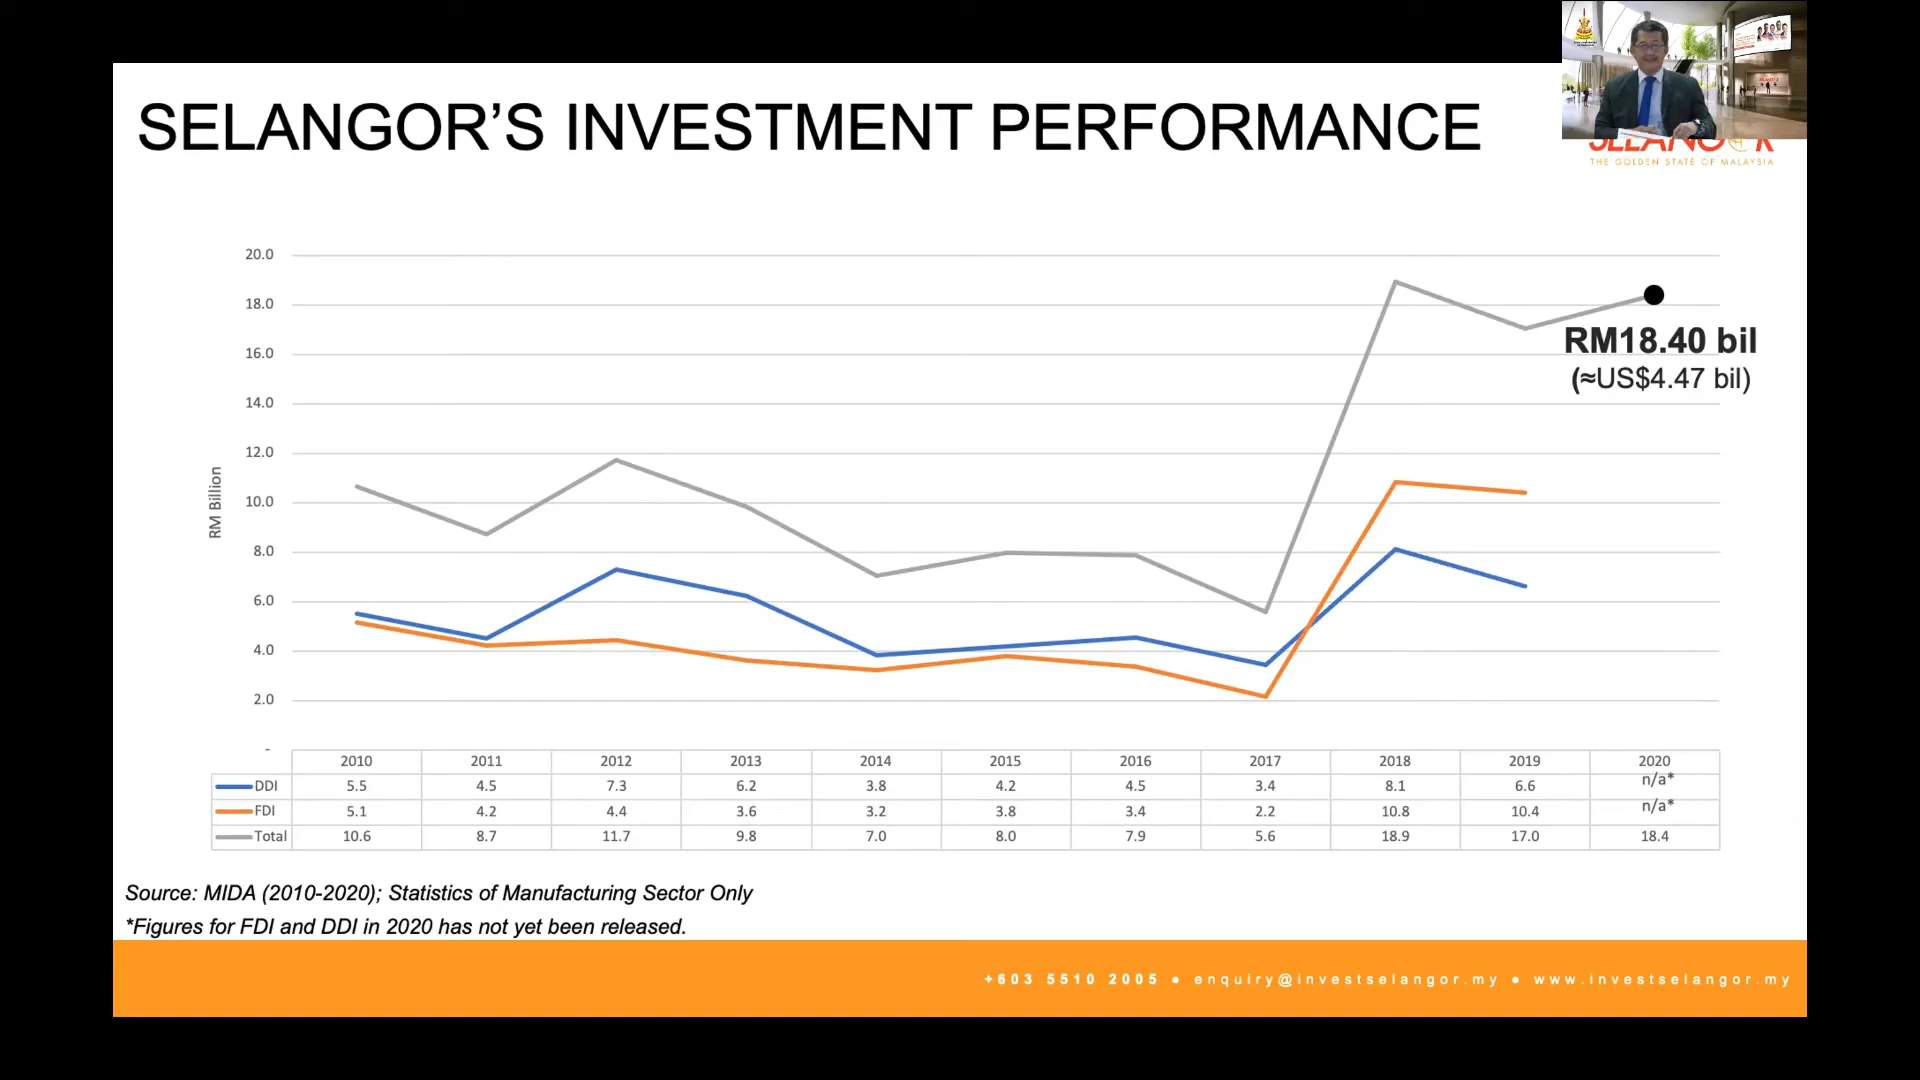 SELANGOR’S INVESTMENT PERFORMANCE
SELANGOR
THE GOLDEN STATE OF MALAYSIA
20.0
18.0
16.0
14.0
12.0
10.0
8.0
6.0
4.0
2.0
-
RM Billion
RM18.40 bil
(≈US$4.47 bil)
2010 2011 2012 2013 2014 2015 2016 2017 2018 2019 2020
DDI 5.5 4.5 7.3 6.2 3.8 4.2 4.5 3.4 8.1 6.6 n/a*
FDI 5.1 4.2 4.4 3.6 3.2 3.8 3.4 2.2 10.8 10.4 n/a*
Total 10.6 8.7 11.7 9.8 7.0 8.0 7.9 5.6 18.9 17.0 18.4
Source: MIDA (2010-2020); Statistics of Manufacturing Sector Only
*Figures for FDI and DDI in 2020 has not yet been released.
+603 5510 2005 ● enquiry@investselangor.my ● www.investselangor.my